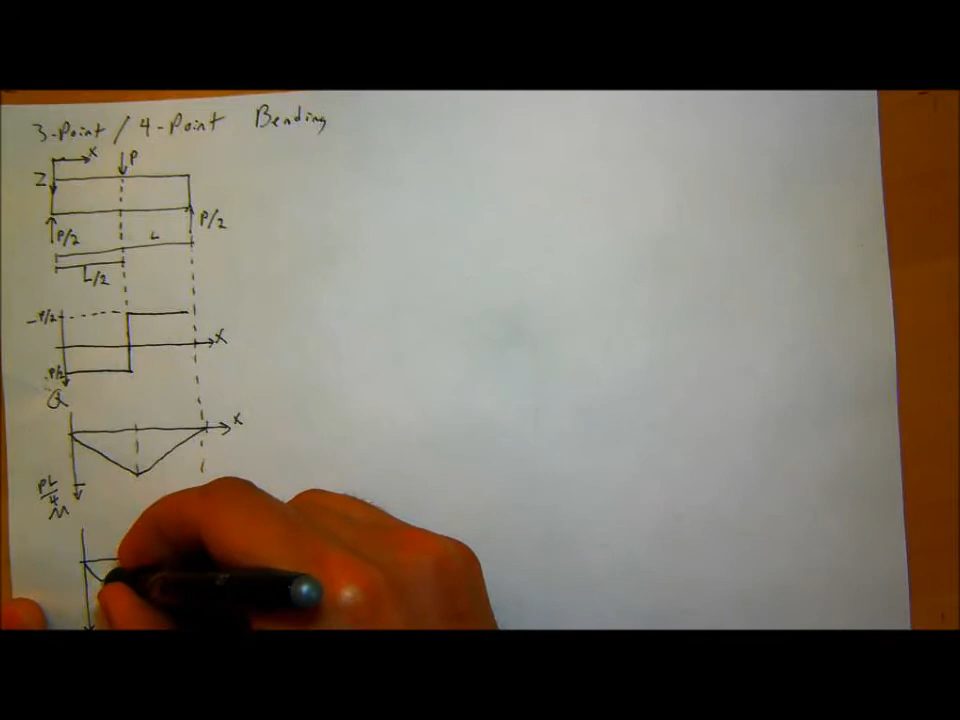 3-Point / 4-Point Bending
x
P
Z
P/2
P/2 L
L/2
-P/2
x
P/2
Q
x
PL/4
M